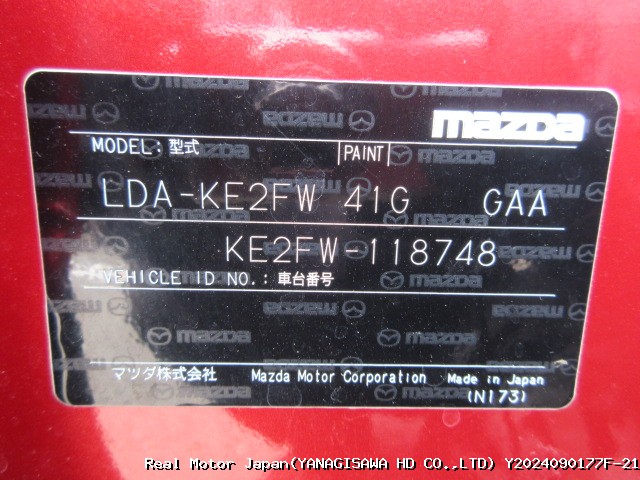 mazda
MODEL:型式 PAINT
LDA-KE2FW 41G GAA
KE2FW-118748
VEHICLE ID NO.:車台番号
マツダ株式会社 Mazda Motor Corporation Made in Japan
(N173)
Real Motor Japan(YANAGISAWA HD CO.,LTD) Y2024090177F-21